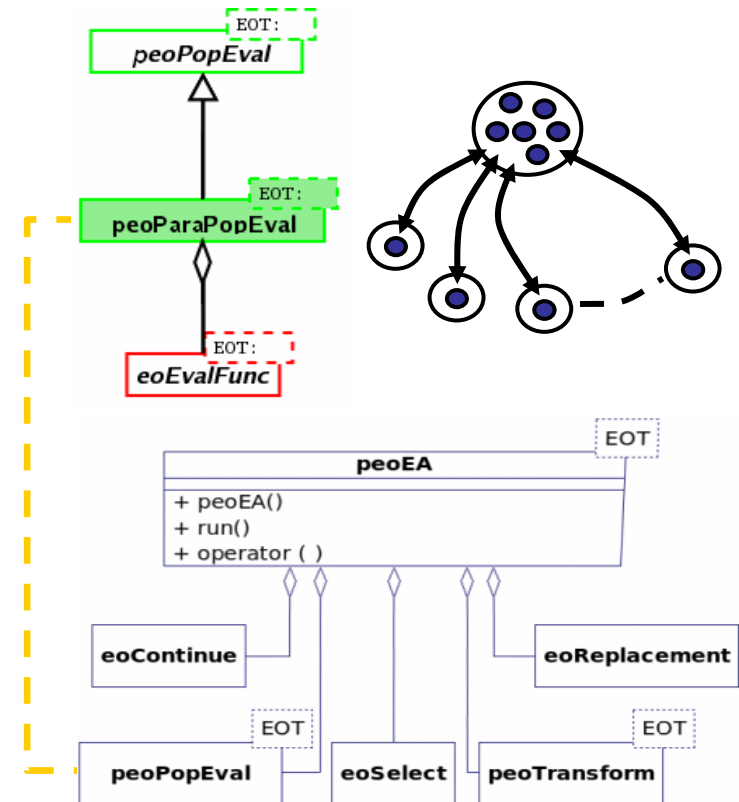 EOT:
peoPopEval
EOT:
peoParaPopEval
EOT:
eoEvalFunc
EOT
peoEA
+ peoEA()
+ run()
+ operator ( )
eoContinue
eoReplacement
EOT
EOT
peoPopEval
eoSelect
peoTransform